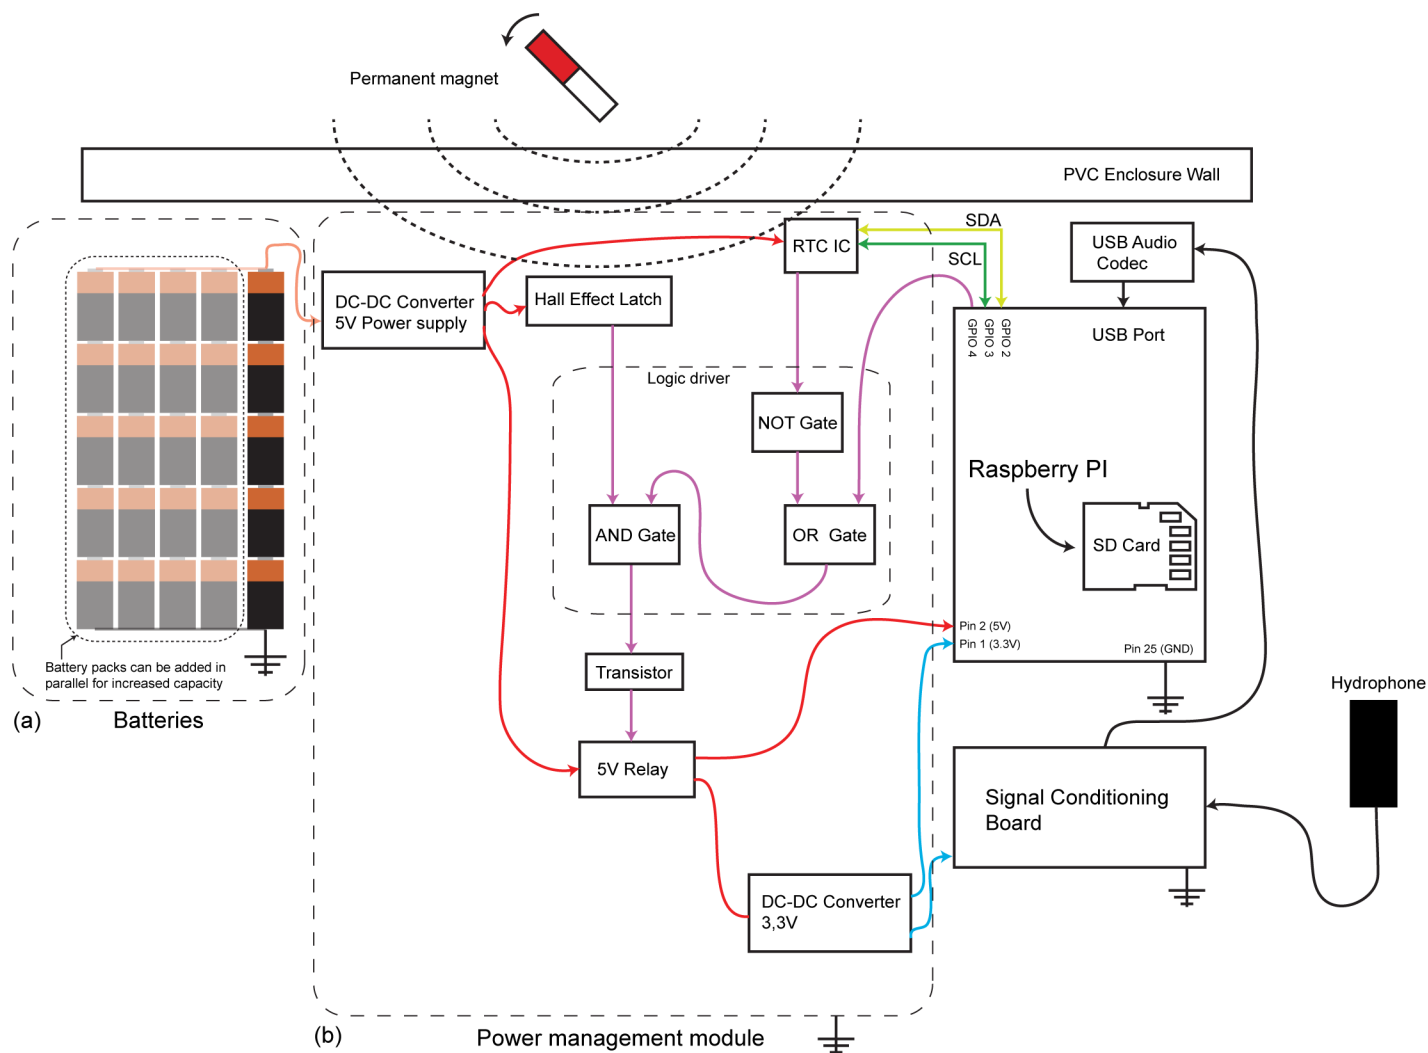 Permanent magnet
PVC Enclosure Wall
SDA
RTC IC
SCL
USB Audio
Codec
DC-DC Converter
5V Power supply
Hall Effect Latch
GPIO 4
GPIO 3
GPIO 2
USB Port
Logic driver
NOT Gate
Raspberry PI
AND Gate
OR Gate
SD Card
Pin 2 (5V)
Pin 1 (3.3V)
Pin 25 (GND)
Battery packs can be added in
parallel for increased capacity
Transistor
Hydrophone
(a)
Batteries
5V Relay
Signal Conditioning
Board
DC-DC Converter
3,3V
(b)
Power management module